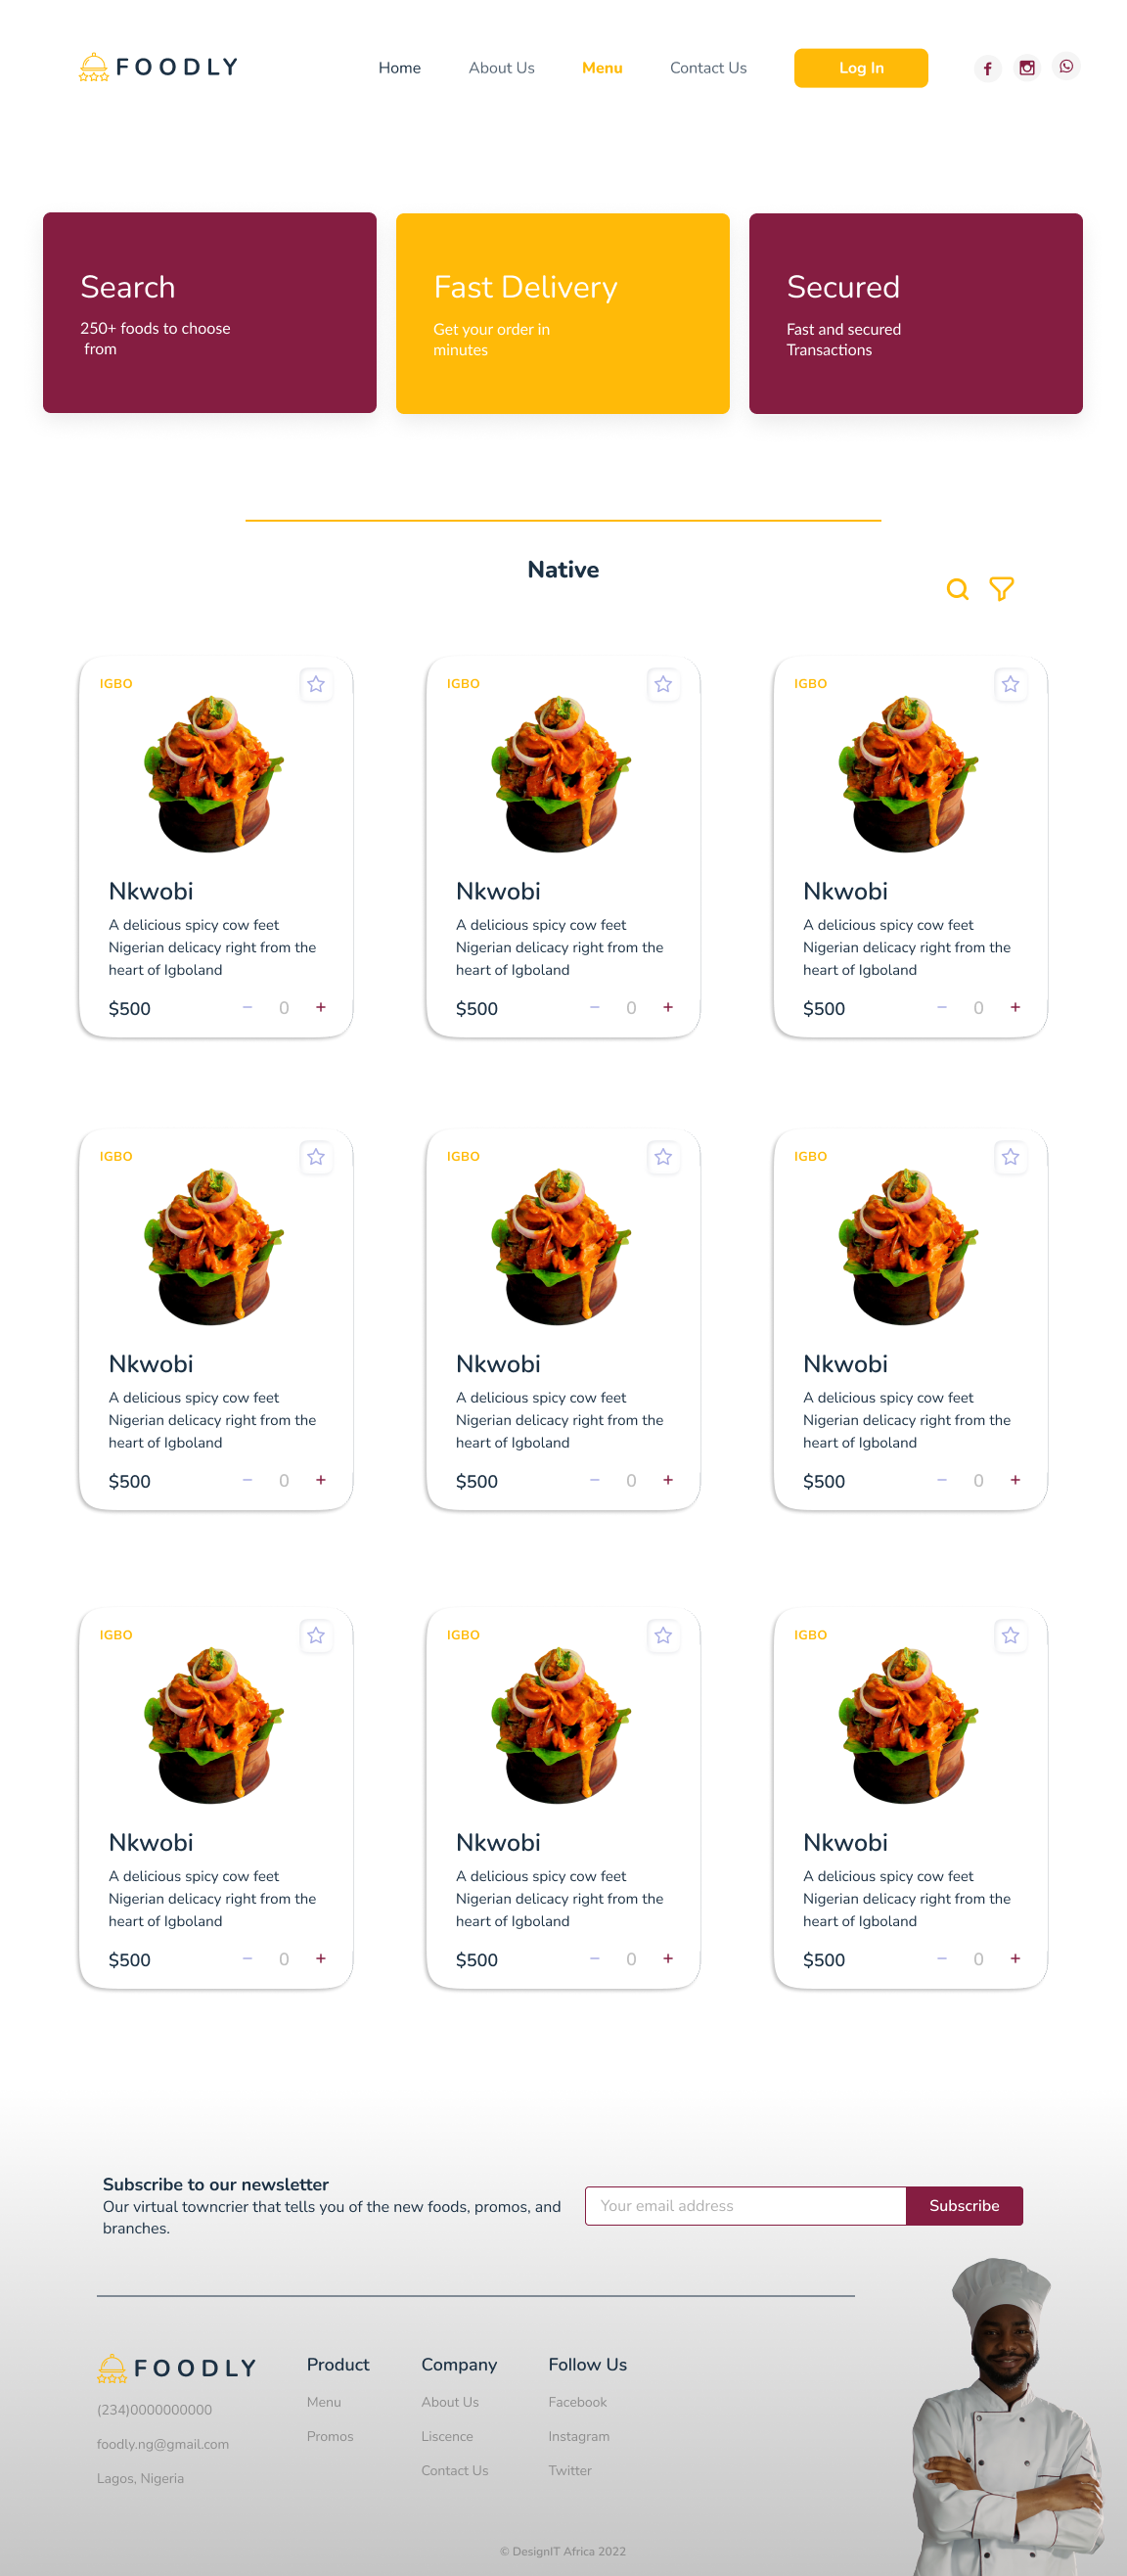 FOODLY
Home About Us Menu Contact Us Log In
Search
250+ foods to choose
from
Fast Delivery
Get your order in
minutes
Secured
Fast and secured
Transactions
Native
IGBO
Nkwobi
A delicious spicy cow feet
Nigerian delicacy right from the
heart of Igboland
$500 − 0 +
IGBO
Nkwobi
A delicious spicy cow feet
Nigerian delicacy right from the
heart of Igboland
$500 − 0 +
IGBO
Nkwobi
A delicious spicy cow feet
Nigerian delicacy right from the
heart of Igboland
$500 − 0 +
IGBO
Nkwobi
A delicious spicy cow feet
Nigerian delicacy right from the
heart of Igboland
$500 − 0 +
IGBO
Nkwobi
A delicious spicy cow feet
Nigerian delicacy right from the
heart of Igboland
$500 − 0 +
IGBO
Nkwobi
A delicious spicy cow feet
Nigerian delicacy right from the
heart of Igboland
$500 − 0 +
IGBO
Nkwobi
A delicious spicy cow feet
Nigerian delicacy right from the
heart of Igboland
$500 − 0 +
IGBO
Nkwobi
A delicious spicy cow feet
Nigerian delicacy right from the
heart of Igboland
$500 − 0 +
IGBO
Nkwobi
A delicious spicy cow feet
Nigerian delicacy right from the
heart of Igboland
$500 − 0 +
Subscribe to our newsletter
Our virtual towncrier that tells you of the new foods, promos, and
branches.
Your email address
Subscribe
FOODLY
(234)0000000000
foodly.ng@gmail.com
Lagos, Nigeria
Product
Menu
Promos
Company
About Us
Liscence
Contact Us
Follow Us
Facebook
Instagram
Twitter
© DesignIT Africa 2022